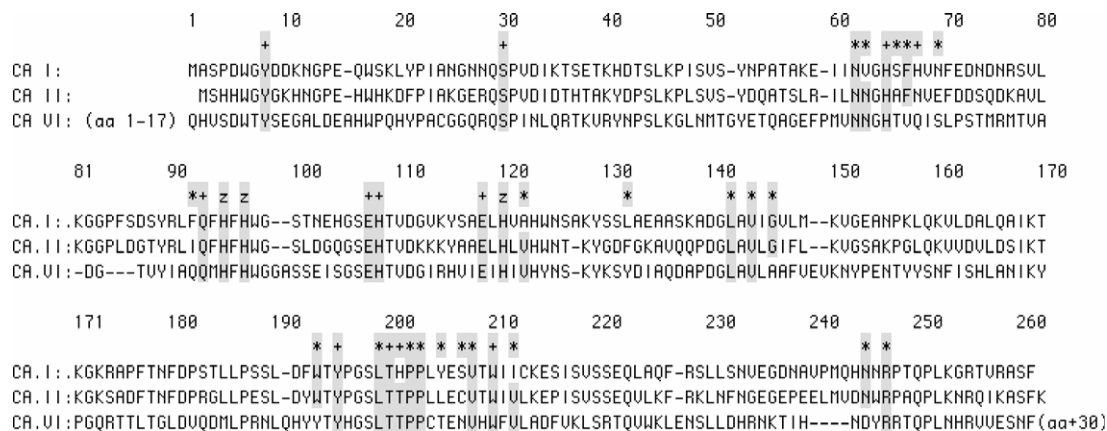 1 10 20 30 40 50 60 70 80
+ + ** +**+ *
CA I: MASPDWGYDDKNGPE-QWSKLYPIANGNNQSPVDIKTSETKHDTSLKPISVS-YNPATAKE-IINVGHSFHVNFEDNDNRSVL
CA II: MSHHWGYGKHNGPE-HWHKDFPIAKGERQSPVDIDTHTAKYDPSLKPLSVS-YDQATSLR-ILNNGHAFNVEFDDSQDKAVL
CA VI: (aa 1-17) QHVSDWTYSEGALDEAHWPQHYPACGGQRQSPINLQRTKVRYNPSLKGLNMTGYETQAGEFPMVNNGHTVQISLPSTMRMTVA
81 90 100 110 120 130 140 150 160 170
*+ z z ++ + z * * * * *
CA.I:.KGGPFSDSYRLFQFHFHWG--STNEHGSEHTVDGVKYSAELHVAHWNSAKYSSLAEAASKADGLAVIGVLM--KVGEANPKLQKVLDALQAIKT
CA.II:KGGPLDGTYRLIQFHFHWG--SLDGQGSEHTVDKKKYAAELHLVHWNT-KYGDFGKAVQQPDGLAVLGIFL--KVGSAKPGLQKVVDVLDSIKT
CA.VI:-DG---TVYIAQQMHFHWGGASSEISGSEHTVDGIRHVIEIHIVHYNS-KYKSYDIAQDAPDGLAVLAAFVEVKNYPENTYYSNFISHLANIKY
171 180 190 200 210 220 230 240 250 260
* + *++** * ** + * * *
CA.I:.KGKRAPFTNFDPSTLLPSSL-DFWTYPGSLTHPPLYESVTWIICKESISVSSEQLAQF-RSLLSNVEGDNAVPMQHNNRPTQPLKGRTVRASF
CA.II:KGKSADFTNFDPRGLLPESL-DYWTYPGSLTTPPLLECVTWIVLKEPISVSSEQVLKF-RKLNFNGEGEPEELMVDNWRPAQPLKNRQIKASFK
CA.VI:PGQRTTLTGLDVQDMLPRNLQHYYTYHGSLTTPPCTENVHWFVLADFVKLSRTQVWKLENSLLDHRNKTIH----NDYRRTQPLNHRVVESNF(aa+30)